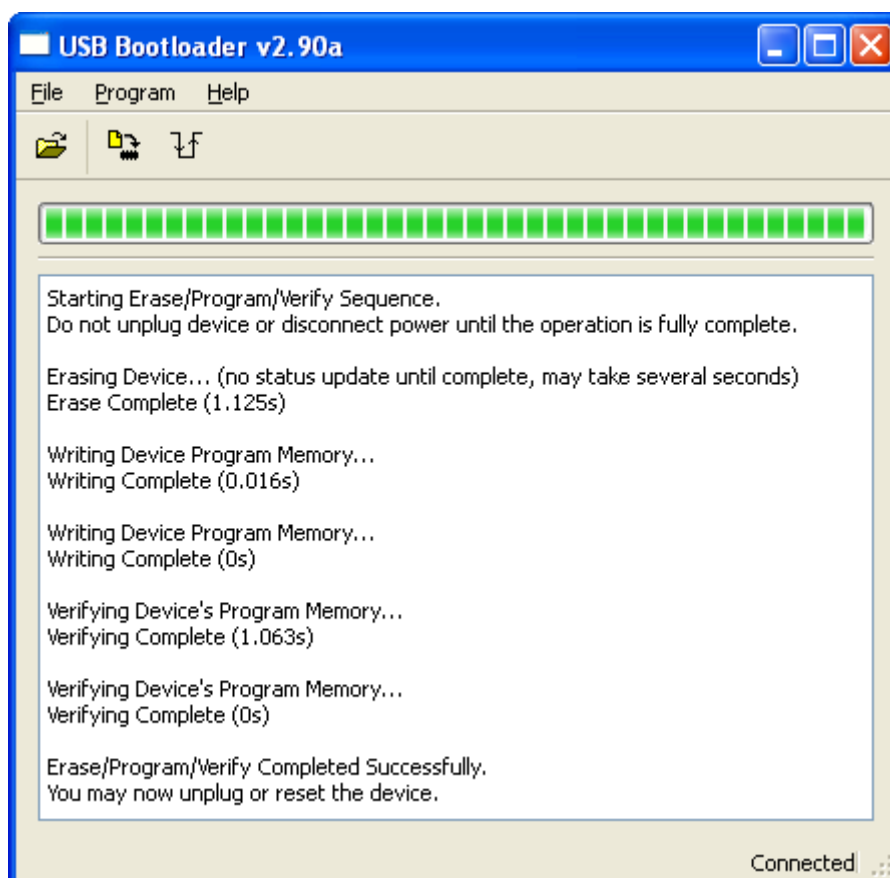 USB Bootloader v2.90a
File Program Help
Starting Erase/Program/Verify Sequence.
Do not unplug device or disconnect power until the operation is fully complete.
Erasing Device... (no status update until complete, may take several seconds)
Erase Complete (1.125s)
Writing Device Program Memory...
Writing Complete (0.016s)
Writing Device Program Memory...
Writing Complete (0s)
Verifying Device's Program Memory...
Verifying Complete (1.063s)
Verifying Device's Program Memory...
Verifying Complete (0s)
Erase/Program/Verify Completed Successfully.
You may now unplug or reset the device.
Connected